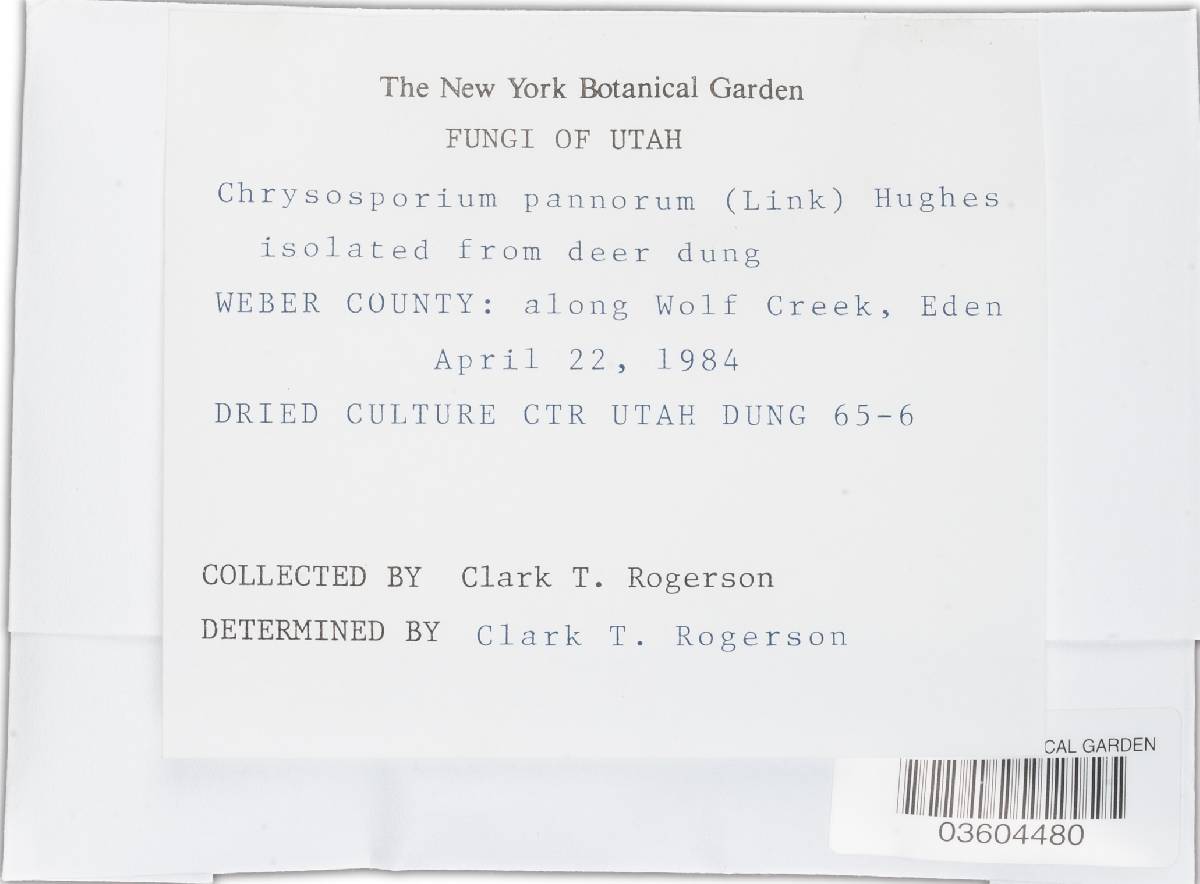 The New York Botanical Garden
FUNGI OF UTAH
Chrysosporium pannorum (Link) Hughes
isolated from deer dung
WEBER COUNTY: along Wolf Creek, Eden
April 22, 1984
DRIED CULTURE CTR UTAH DUNG 65-6
COLLECTED BY Clark T. Rogerson
DETERMINED BY Clark T. Rogerson
CAL GARDEN
03604480